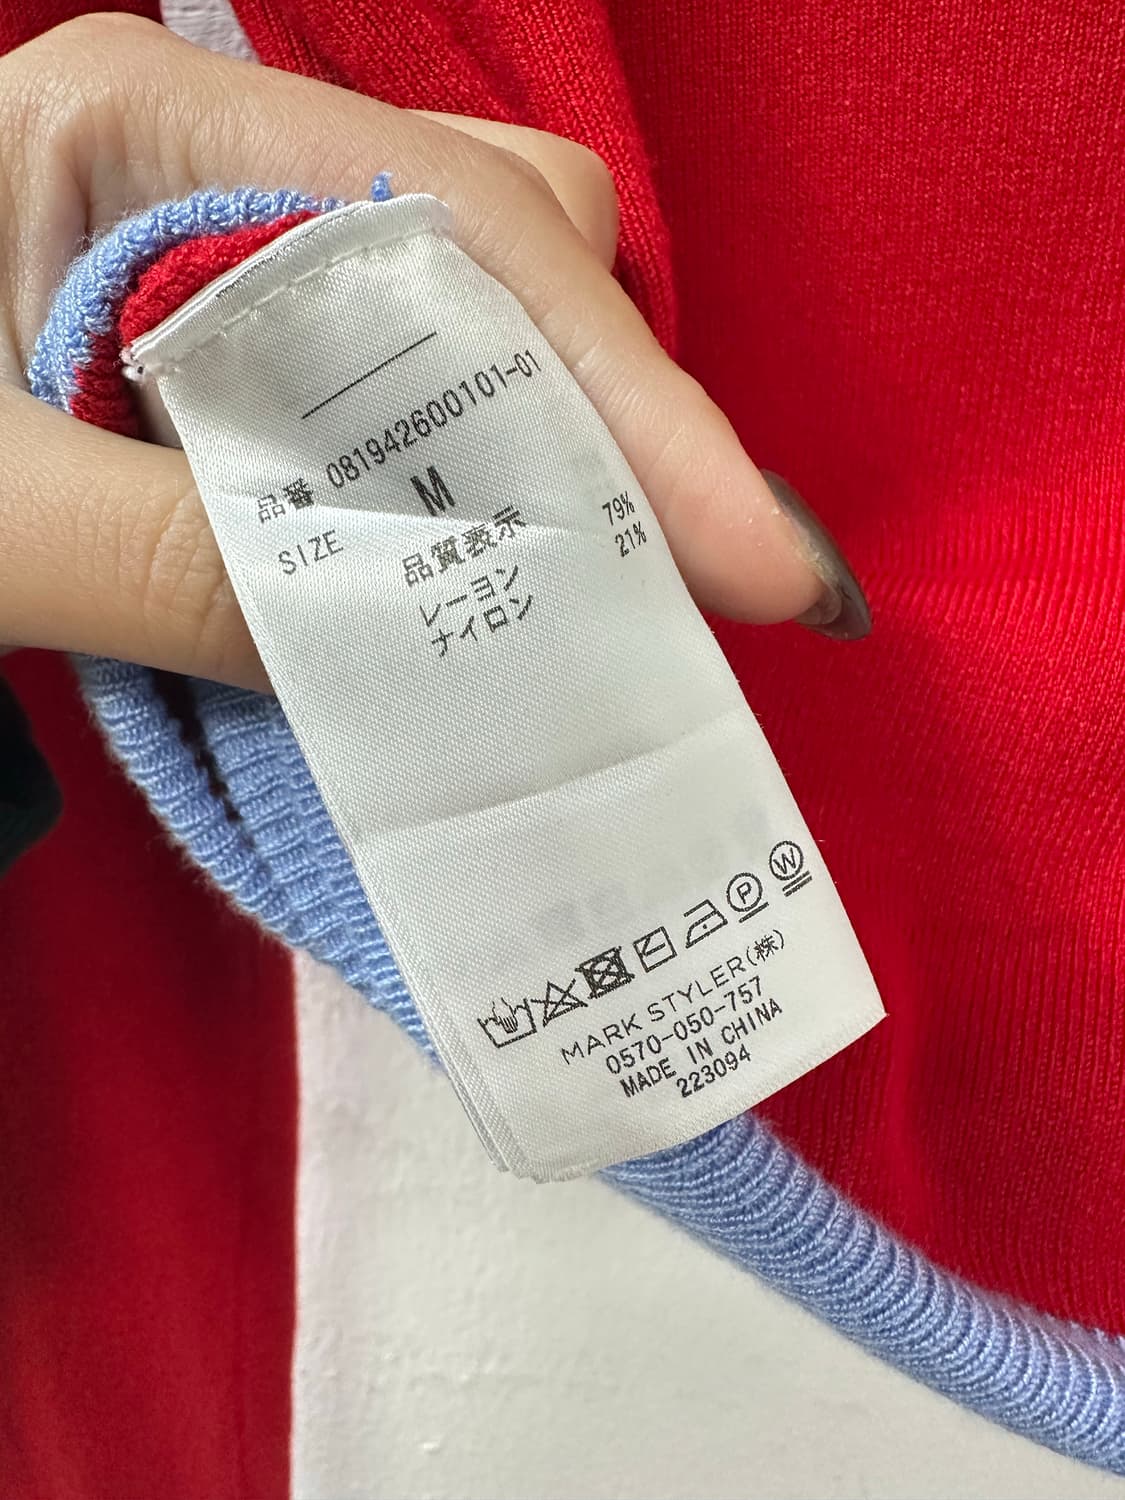 品番 081942600101-01
SIZE M
品質表示
レーヨン 79%
ナイロン 21%
P
W
MARK STYLER(株)
0570-050-757
MADE IN CHINA
223094